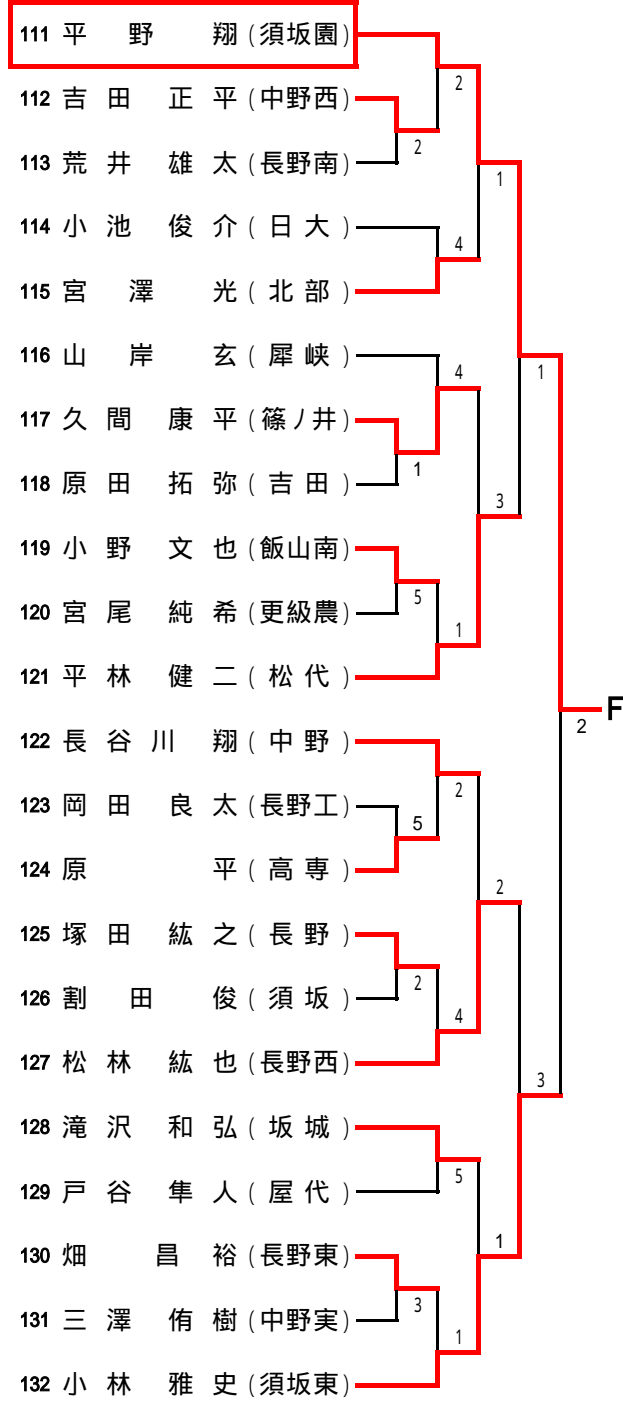 111 平野 翔 (須坂園)
112 吉田 正平 (中野西)
113 荒井 雄太 (長野南)
114 小池 俊介 (日大)
115 宮澤 光 (北部)
116 山岸 玄 (犀峡)
117 久間 康平 (篠ノ井)
118 原田 拓弥 (吉田)
119 小野 文也 (飯山南)
120 宮尾 純希 (更級農)
121 平林 健二 (松代)
122 長谷川 翔 (中野)
123 岡田 良太 (長野工)
124 原 平 (高専)
125 塚田 紘之 (長野)
126 割田 俊 (須坂)
127 松林 紘也 (長野西)
128 滝沢 和弘 (坂城)
129 戸谷 隼人 (屋代)
130 畑 昌裕 (長野東)
131 三澤 侑樹 (中野実)
132 小林 雅史 (須坂東)
2
1
5
5
2
3
2
4
4
1
2
4
5
1
1
3
2
1
1
3
2
F